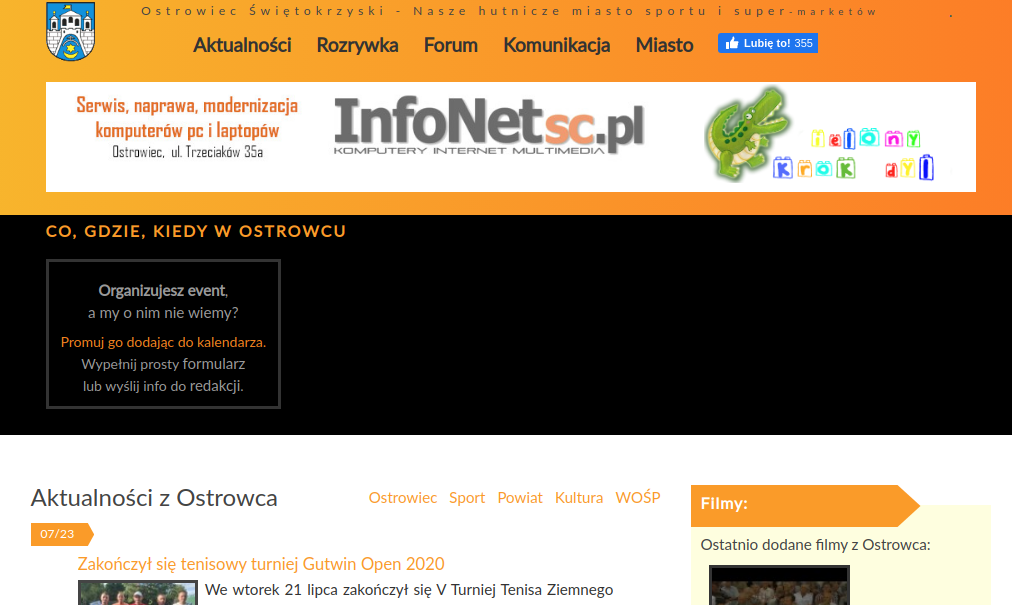 Ostrowiec Świętokrzyski - Nasze hutnicze miasto sportu i super-marketów
Aktualności Rozrywka Forum Komunikacja Miasto Lubię to! 355
Serwis, naprawa, modernizacja
komputerów pc i laptopów
Ostrowiec, ul. Trzeciaków 35a
InfoNetsc.pl
KOMPUTERY INTERNET MULTIMEDIA
Zielony
KroKodyl
CO, GDZIE, KIEDY W OSTROWCU
Organizujesz event,
a my o nim nie wiemy?
Promuj go dodając do kalendarza.
Wypełnij prosty formularz
lub wyślij info do redakcji.
Aktualności z Ostrowca
Ostrowiec Sport Powiat Kultura WOŚP
07/23
Zakończył się tenisowy turniej Gutwin Open 2020
We wtorek 21 lipca zakończył się V Turniej Tenisa Ziemnego
FIlmy:
Ostatnio dodane filmy z Ostrowca: